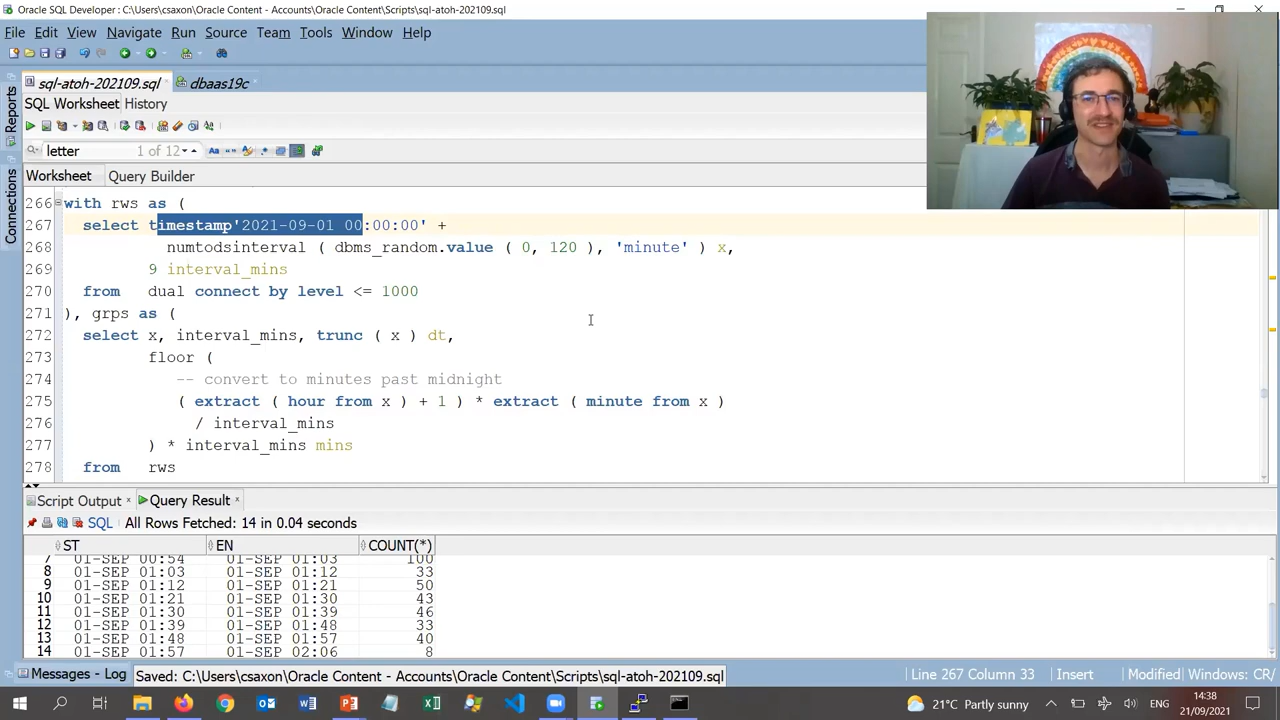 Oracle SQL Developer : C:\Users\csaxon\Oracle Content - Accounts\Oracle Content\Scripts\sql-atoh-202109.sql
File Edit View Navigate Run Source Team Tools Window Help
sql-atoh-202109.sql dbaas19c
SQL Worksheet History
letter 1 of 12
Worksheet Query Builder
Reports
Connections
266 with rws as (
267 select timestamp'2021-09-01 00:00:00' +
268 numtodsinterval ( dbms_random.value ( 0, 120 ), 'minute' ) x,
269 9 interval_mins
270 from dual connect by level <= 1000
271 ), grps as (
272 select x, interval_mins, trunc ( x ) dt,
273 floor (
274 -- convert to minutes past midnight
275 ( extract ( hour from x ) + 1 ) * extract ( minute from x )
276 / interval_mins
277 ) * interval_mins mins
278 from rws
Script Output Query Result
SQL All Rows Fetched: 14 in 0.04 seconds
ST EN COUNT(*)
7 01-SEP 00:54 01-SEP 01:03 100
8 01-SEP 01:03 01-SEP 01:12 33
9 01-SEP 01:12 01-SEP 01:21 50
10 01-SEP 01:21 01-SEP 01:30 43
11 01-SEP 01:30 01-SEP 01:39 46
12 01-SEP 01:39 01-SEP 01:48 33
13 01-SEP 01:48 01-SEP 01:57 40
14 01-SEP 01:57 01-SEP 02:06 8
Messages - Log Saved: C:\Users\csaxon\Oracle Content - Accounts\Oracle Content\Scripts\sql-atoh-202109.sql Line 267 Column 33 Insert Modified Windows: CR/
21°C Partly sunny ENG 14:38
21/09/2021